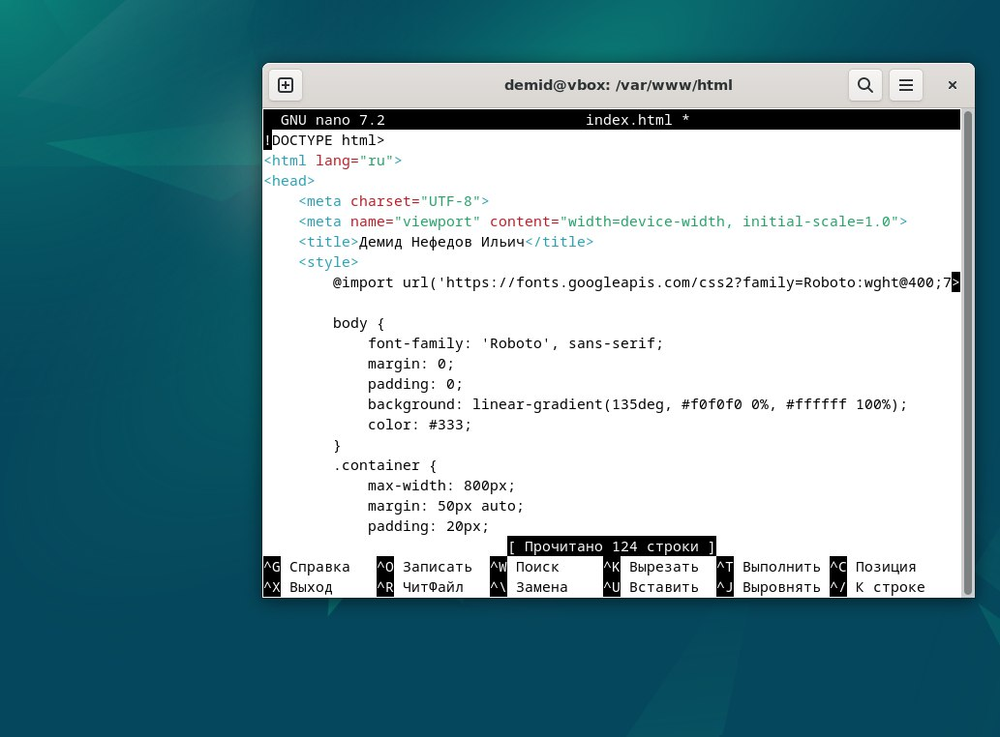 demid@vbox: /var/www/html
GNU nano 7.2 index.html *
!DOCTYPE html>
<html lang="ru">
<head>
    <meta charset="UTF-8">
    <meta name="viewport" content="width=device-width, initial-scale=1.0">
    <title>Демид Нефедов Ильич</title>
    <style>
        @import url('https://fonts.googleapis.com/css2?family=Roboto:wght@400;7>
        body {
            font-family: 'Roboto', sans-serif;
            margin: 0;
            padding: 0;
            background: linear-gradient(135deg, #f0f0f0 0%, #ffffff 100%);
            color: #333;
        }
        .container {
            max-width: 800px;
            margin: 50px auto;
            padding: 20px;
[ Прочитано 124 строки ]
^G Справка ^O Записать ^W Поиск ^K Вырезать ^T Выполнить ^C Позиция
^X Выход ^R ЧитФайл ^\ Замена ^U Вставить ^J Выровнять ^/ К строке